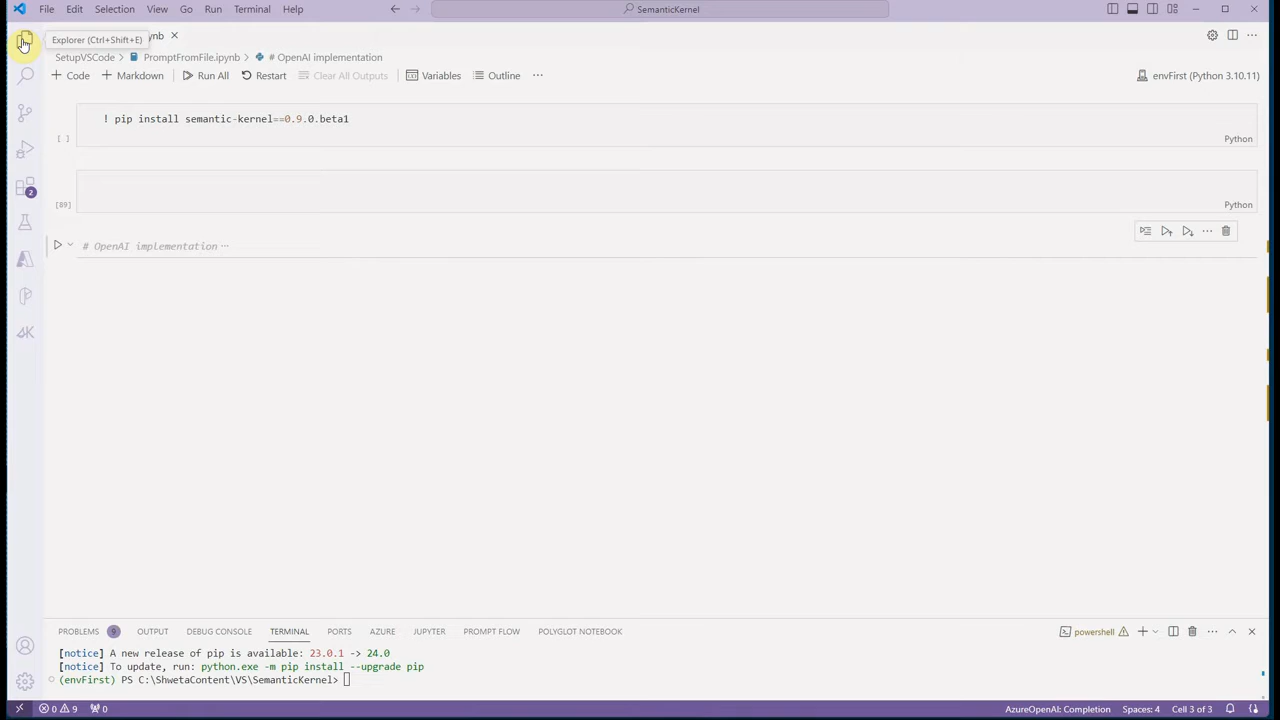 File Edit Selection View Go Run Terminal Help SemanticKernel
Explorer (Ctrl+Shift+E) nb
SetupVSCode > PromptFromFile.ipynb > # OpenAI implementation
+ Code + Markdown Run All Restart Clear All Outputs Variables Outline ··· envFirst (Python 3.10.11)
! pip install semantic-kernel==0.9.0.beta1
[ ] Python
[89] Python
# OpenAI implementation ···
2
4K
PROBLEMS 9 OUTPUT DEBUG CONSOLE TERMINAL PORTS AZURE JUPYTER PROMPT FLOW POLYGLOT NOTEBOOK powershell
[notice] A new release of pip is available: 23.0.1 -> 24.0
[notice] To update, run: python.exe -m pip install --upgrade pip
(envFirst) PS C:\ShwetaContent\VS\SemanticKernel>
0 9 0 AzureOpenAI: Completion Spaces: 4 Cell 3 of 3